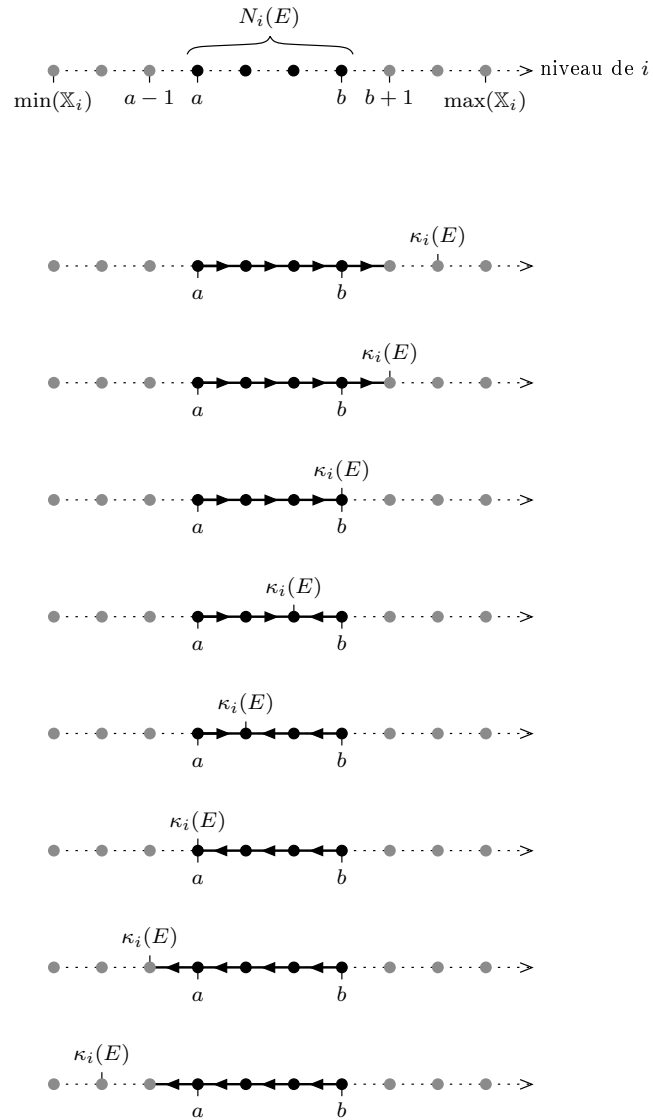 N_i(E)
niveau de i
min(𝕏_i) a − 1 a b b + 1 max(𝕏_i)
κ_i(E)
a b
κ_i(E)
a b
κ_i(E)
a b
κ_i(E)
a b
κ_i(E)
a b
κ_i(E)
a b
κ_i(E)
a b
κ_i(E)
a b